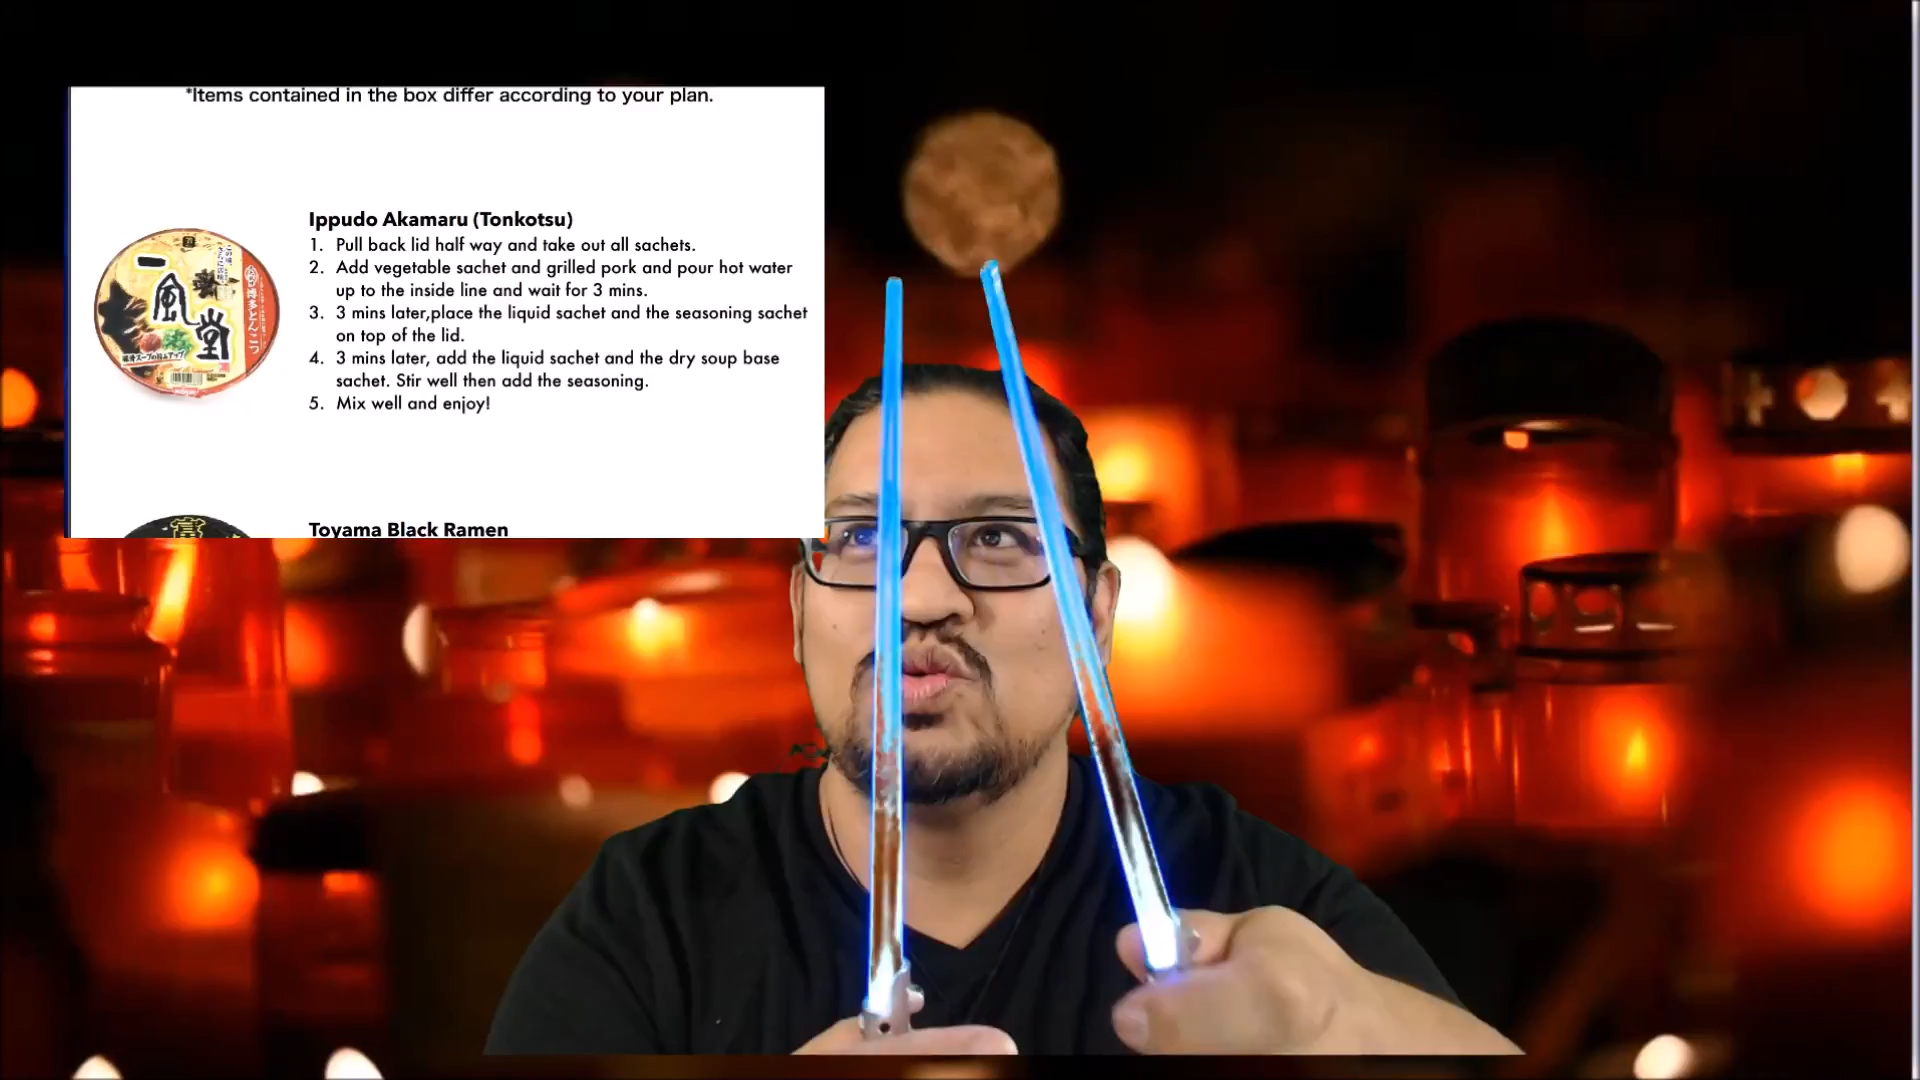 *Items contained in the box differ according to your plan.
Ippudo Akamaru (Tonkotsu)
1. Pull back lid half way and take out all sachets.
2. Add vegetable sachet and grilled pork and pour hot water
up to the inside line and wait for 3 mins.
3. 3 mins later,place the liquid sachet and the seasoning sachet
on top of the lid.
4. 3 mins later, add the liquid sachet and the dry soup base
sachet. Stir well then add the seasoning.
5. Mix well and enjoy!
一風堂
Toyama Black Ramen